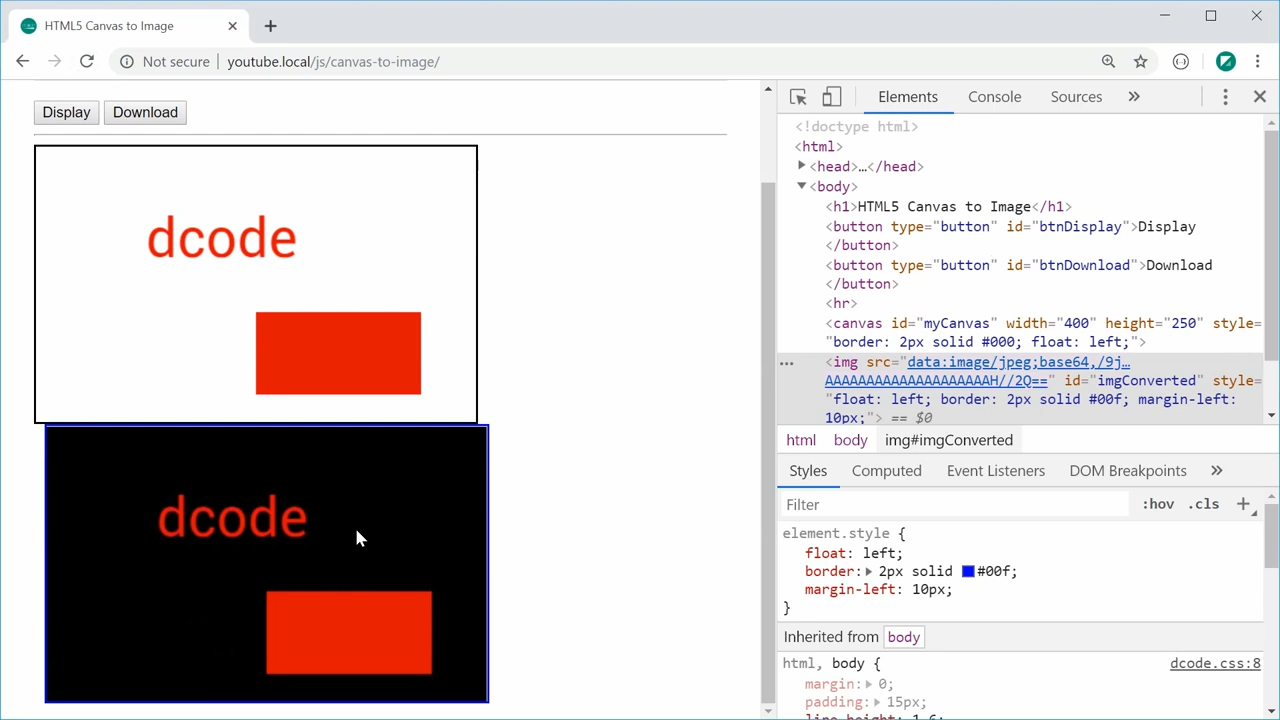 HTML5 Canvas to Image
Not secure youtube.local/js/canvas-to-image/
Display Download
dcode
dcode
Elements Console Sources »
<!doctype html>
<html>
<head>…</head>
<body>
<h1>HTML5 Canvas to Image</h1>
<button type="button" id="btnDisplay">Display
</button>
<button type="button" id="btnDownload">Download
</button>
<hr>
<canvas id="myCanvas" width="400" height="250" style=
"border: 2px solid #000; float: left;">
… <img src="data:image/jpeg;base64,/9j…
AAAAAAAAAAAAAAAAAAAAH//2Q==" id="imgConverted" style=
"float: left; border: 2px solid #00f; margin-left:
10px;"> == $0
html body img#imgConverted
Styles Computed Event Listeners DOM Breakpoints »
Filter :hov .cls +
element.style {
float: left;
border: 2px solid #00f;
margin-left: 10px;
}
Inherited from body
html, body { dcode.css:8
margin: 0;
padding: 15px;
line-height: 1.6;